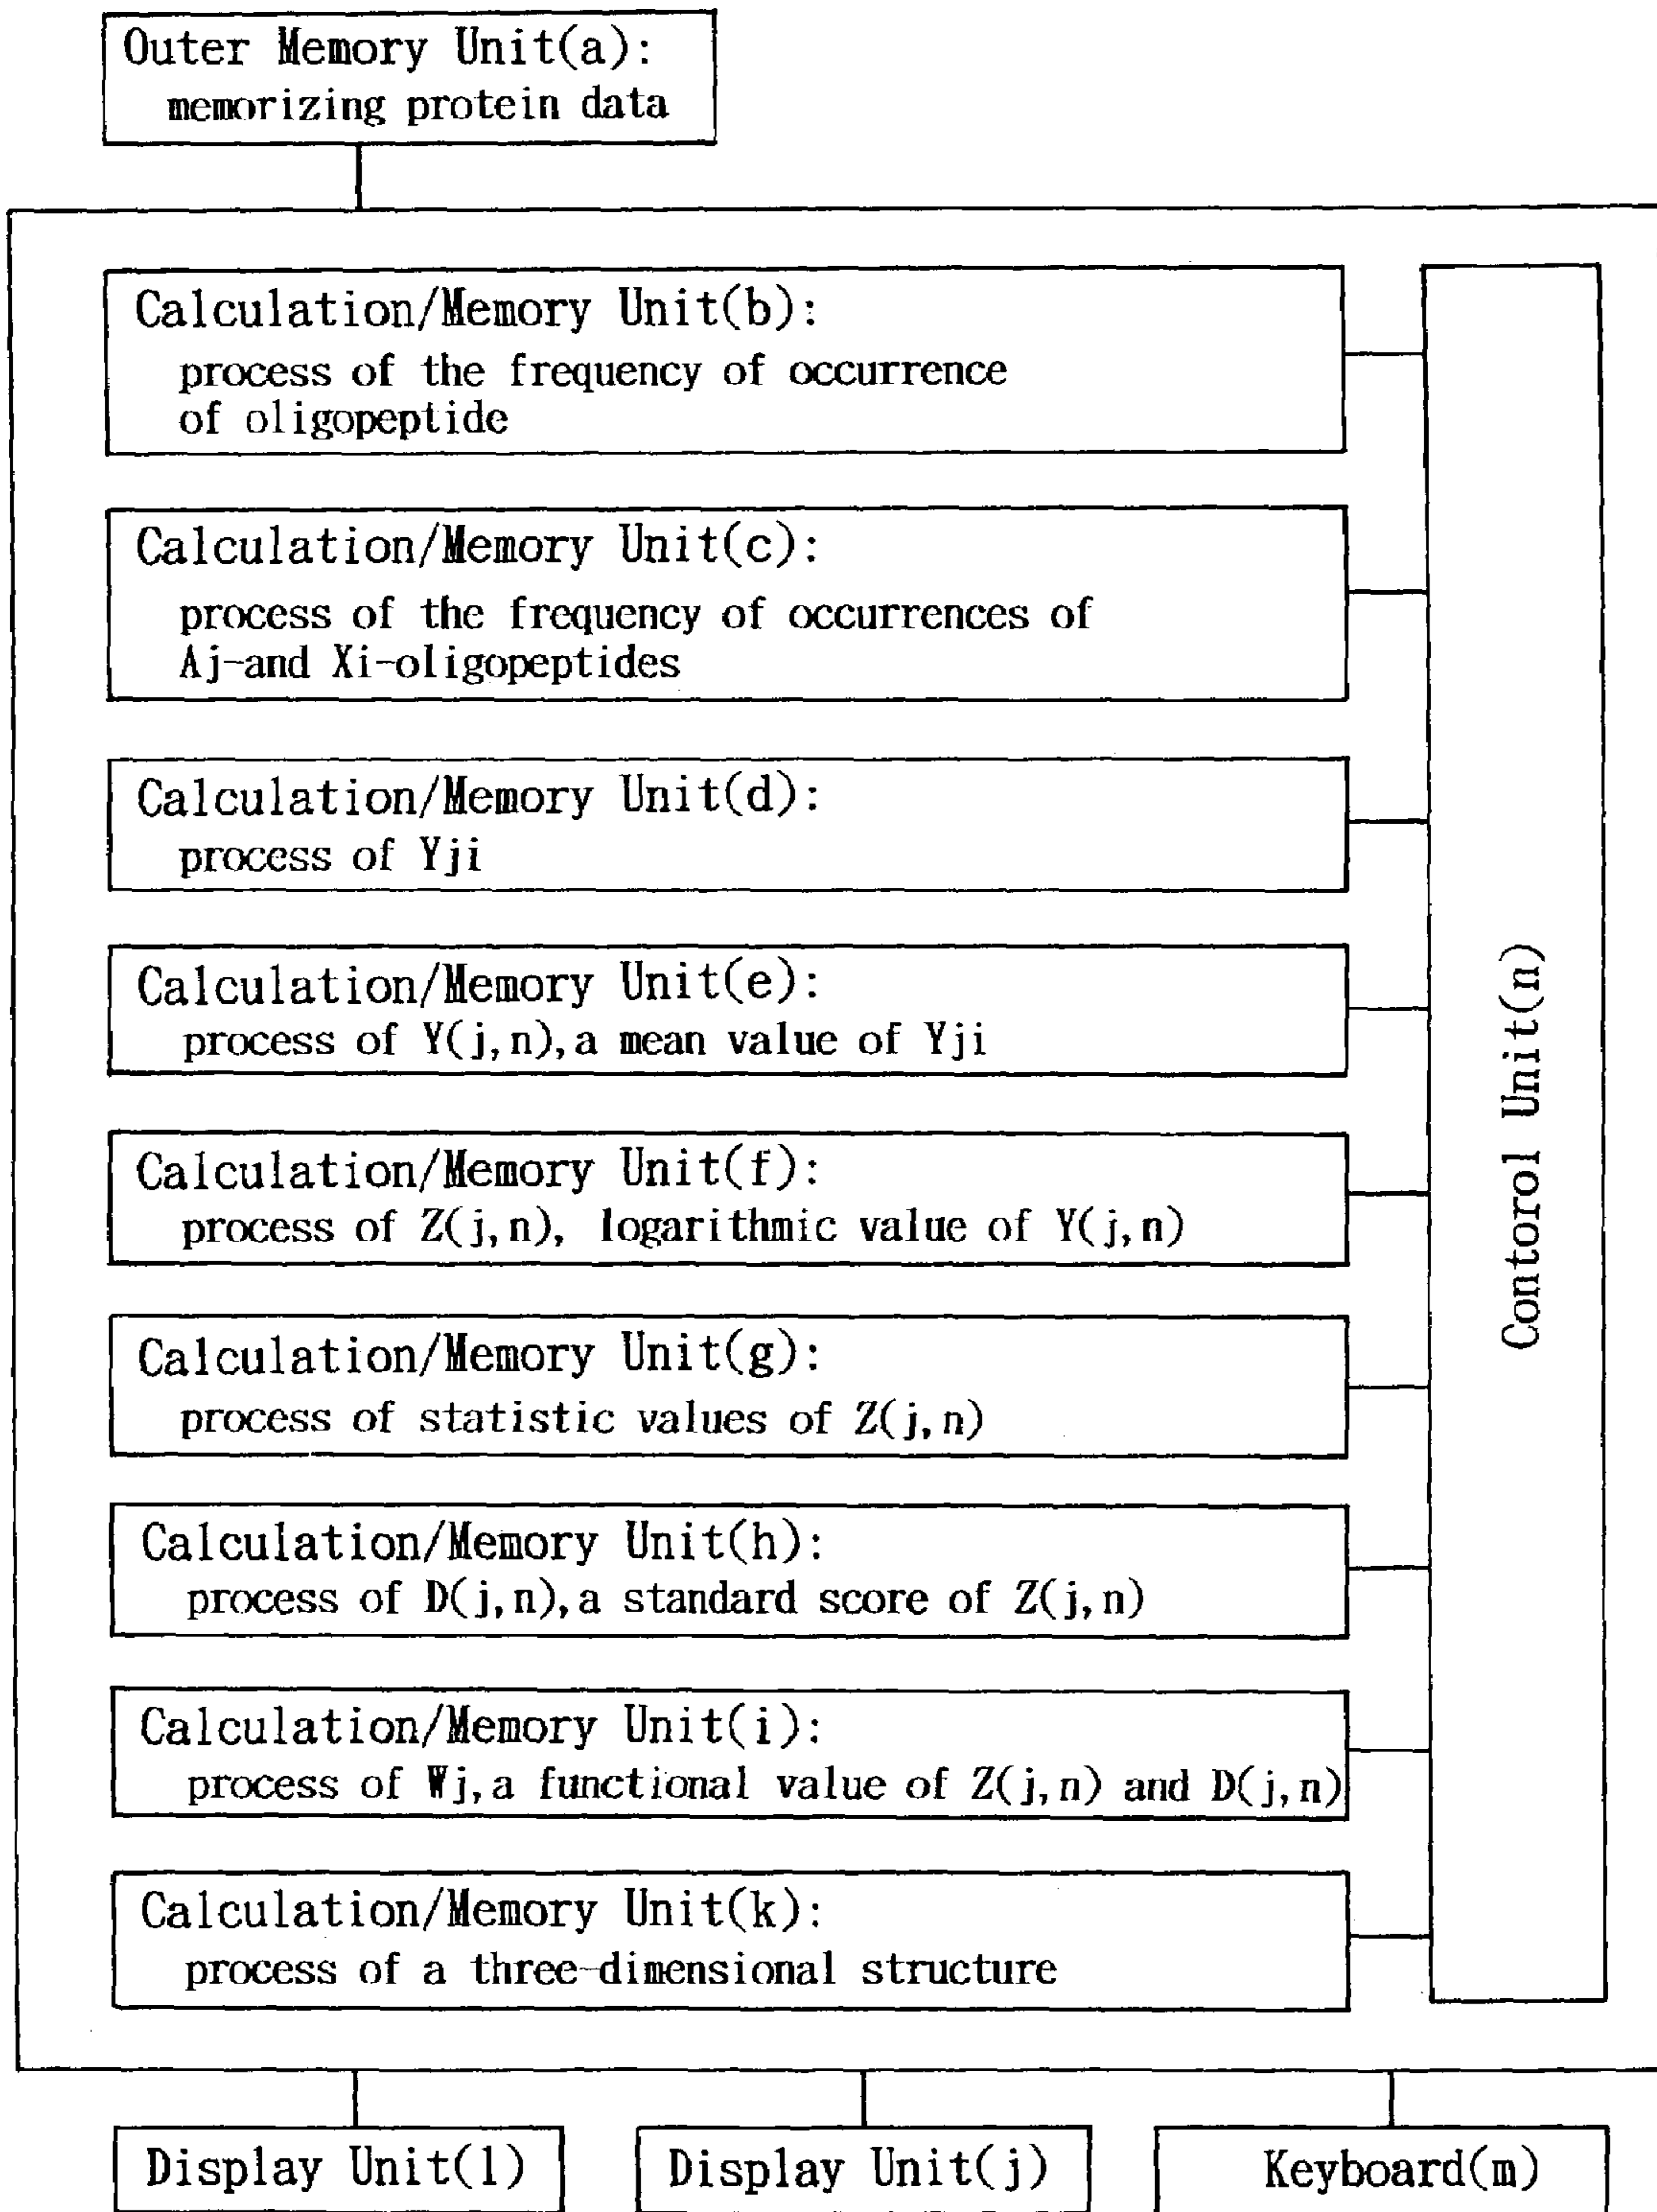 Outer Memory Unit(a):
memorizing protein data
Calculation/Memory Unit(b):
process of the frequency of occurrence
of oligopeptide
Calculation/Memory Unit(c):
process of the frequency of occurrences of
Aj-and Xi-oligopeptides
Calculation/Memory Unit(d):
process of Yji
Calculation/Memory Unit(e):
process of Y(j,n),a mean value of Yji
Calculation/Memory Unit(f):
process of Z(j,n), logarithmic value of Y(j,n)
Calculation/Memory Unit(g):
process of statistic values of Z(j,n)
Calculation/Memory Unit(h):
process of D(j,n),a standard score of Z(j,n)
Calculation/Memory Unit(i):
process of Wj,a functional value of Z(j,n) and D(j,n)
Calculation/Memory Unit(k):
process of a three-dimensional structure
Contorol Unit(n)
Display Unit(l)
Display Unit(j)
Keyboard(m)